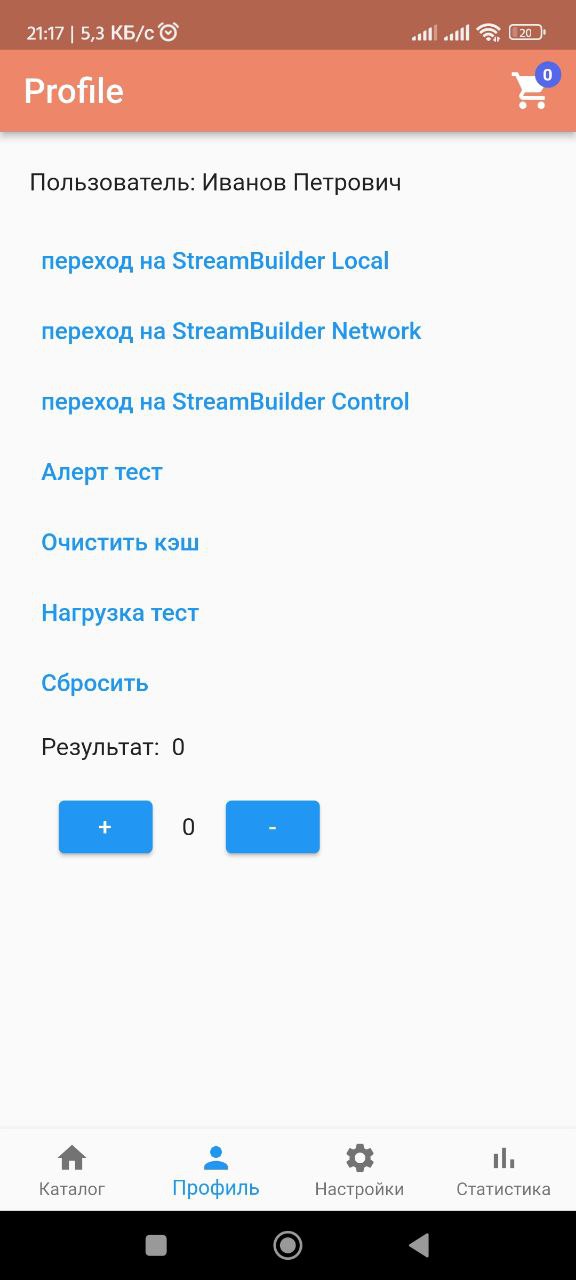 21:17 | 5,3 КБ/с
20
Profile
0
Пользователь: Иванов Петрович
переход на StreamBuilder Local
переход на StreamBuilder Network
переход на StreamBuilder Control
Алерт тест
Очистить кэш
Нагрузка тест
Сбросить
Результат: 0
+ 0 -
Каталог Профиль Настройки Статистика